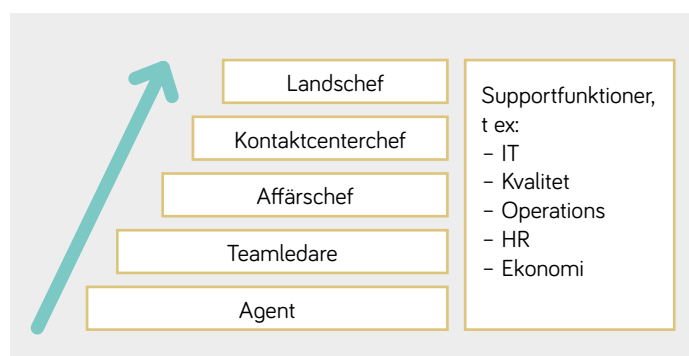 Landschef
Kontaktcenterchef
Affärschef
Teamledare
Agent
Supportfunktioner,
t ex:
– IT
– Kvalitet
– Operations
– HR
– Ekonomi